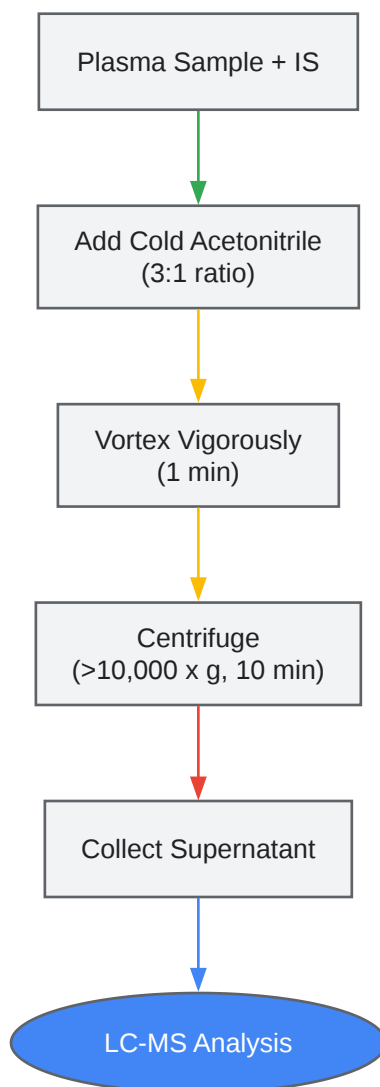 Plasma Sample + IS
Add Cold Acetonitrile
(3:1 ratio)
Vortex Vigorously
(1 min)
Centrifuge
(>10,000 x g, 10 min)
Collect Supernatant
LC-MS Analysis